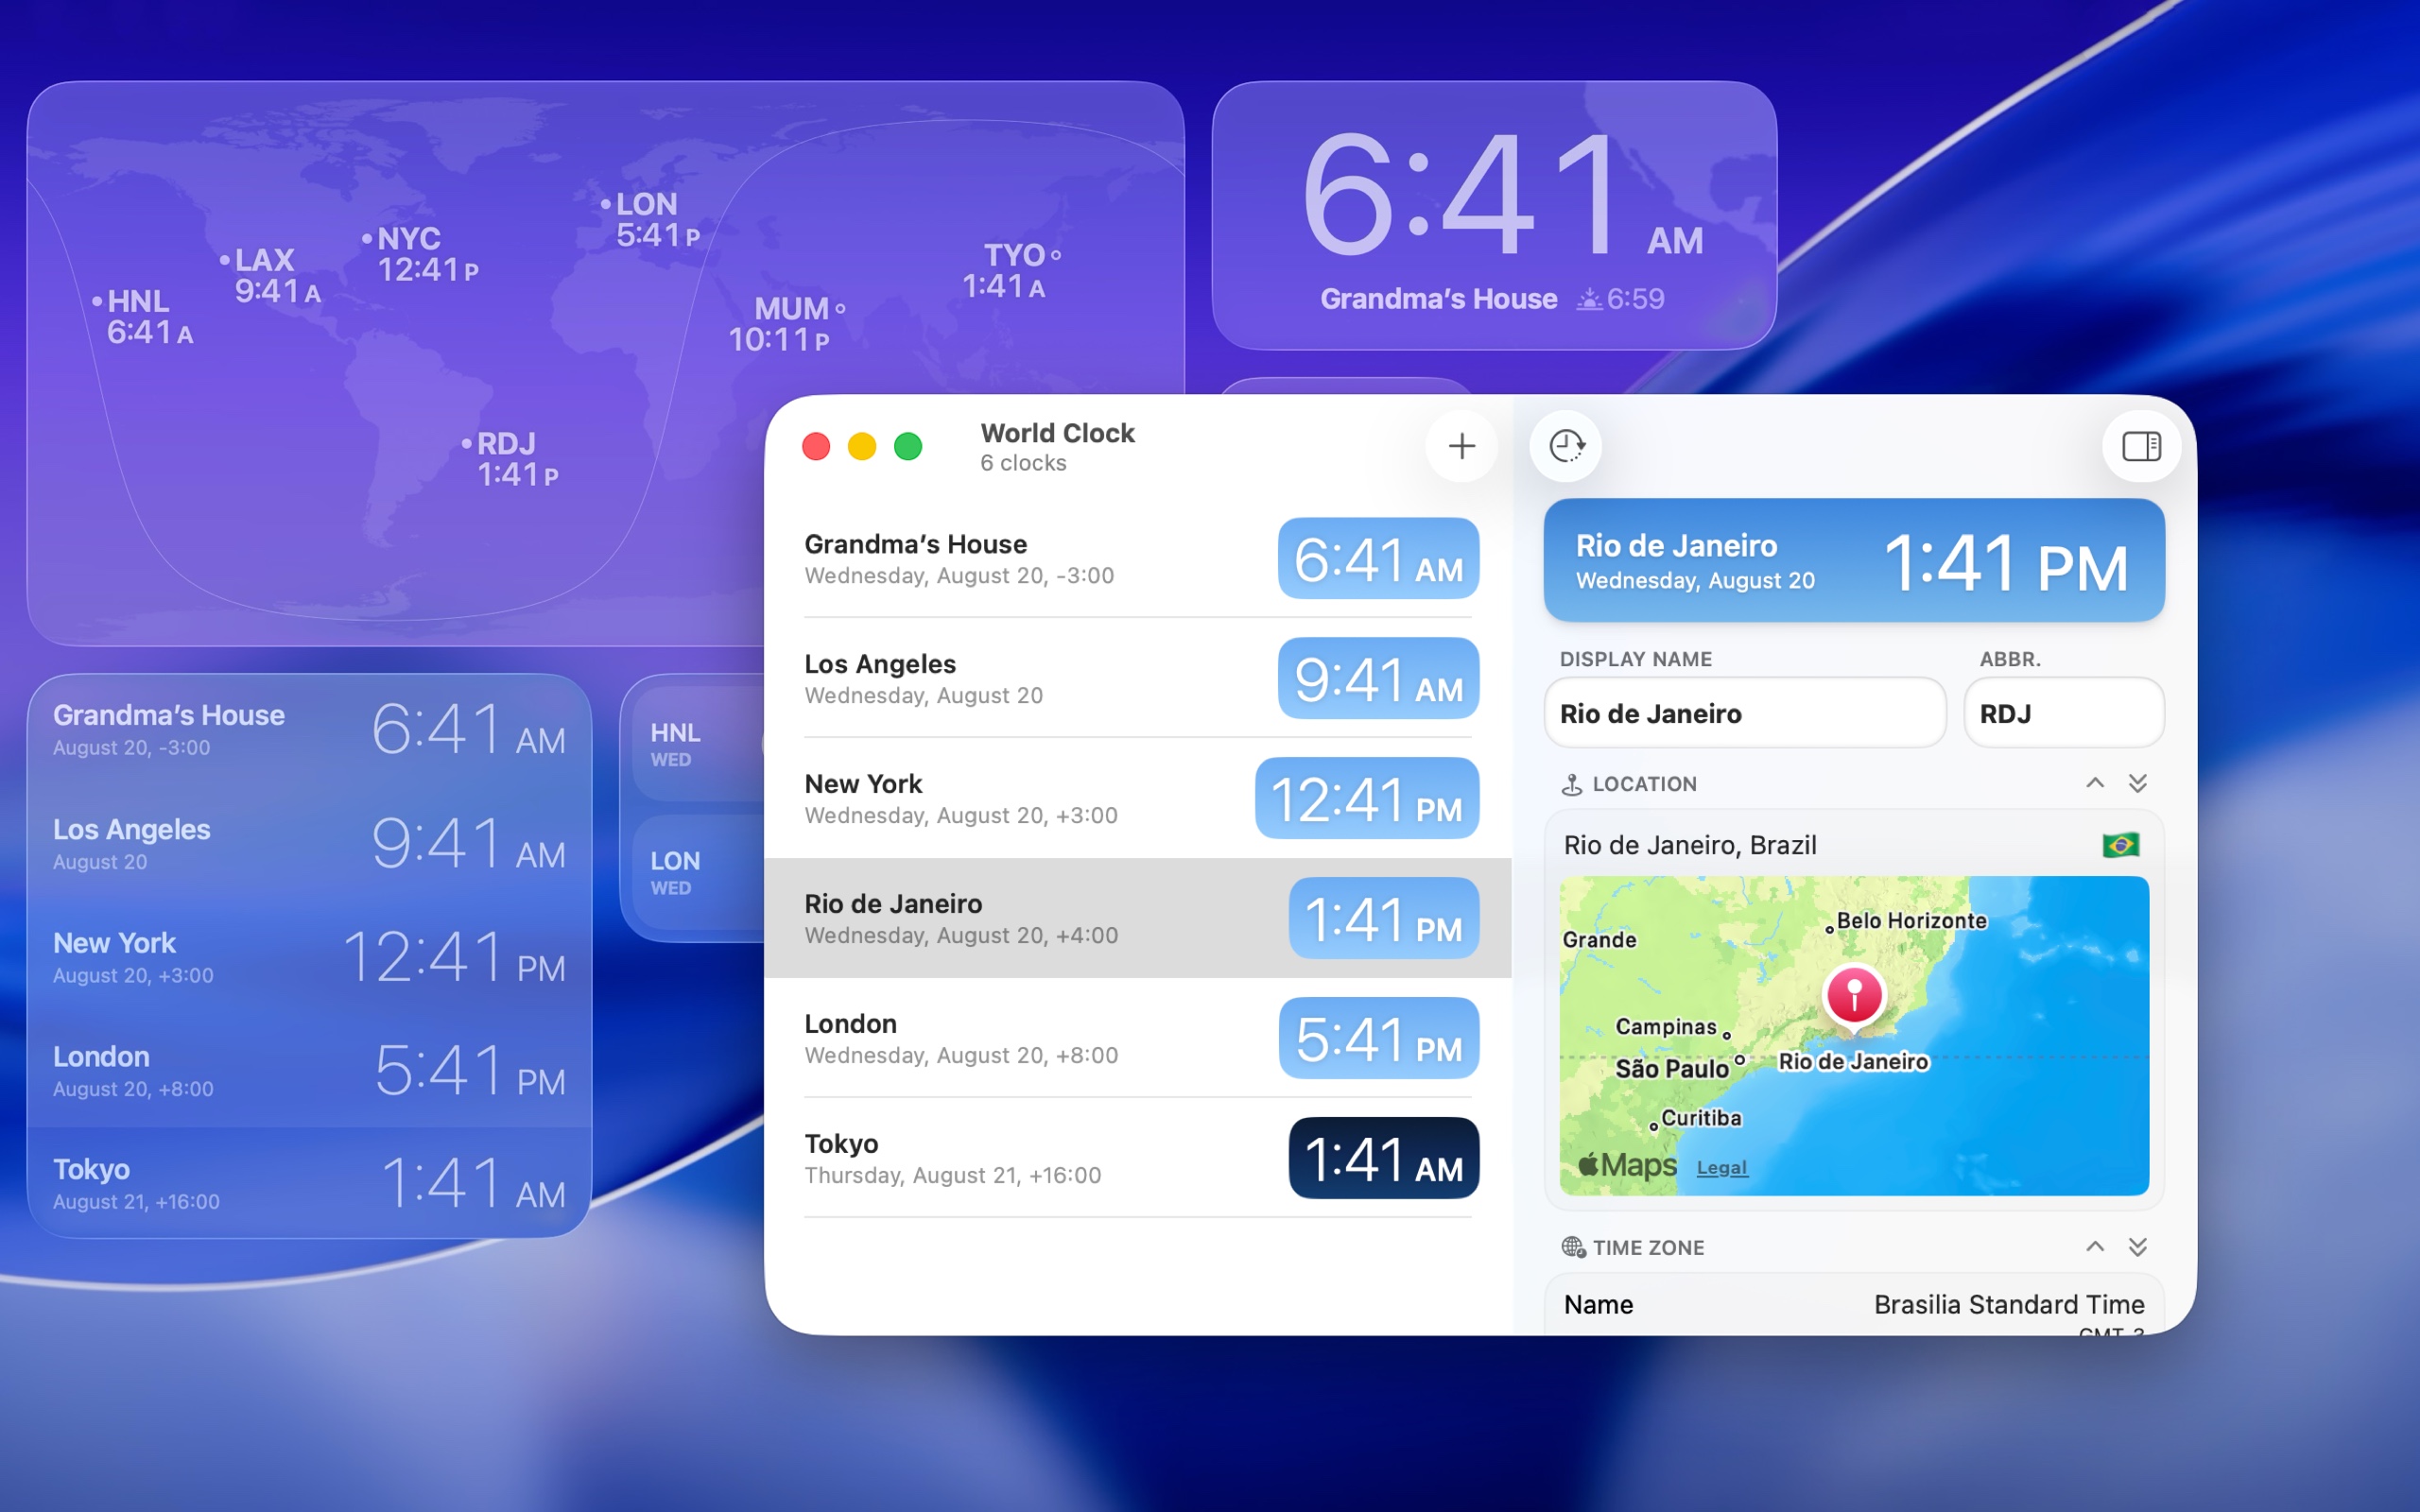 HNL
6:41 A
LAX
9:41 A
NYC
12:41 P
LON
5:41 P
MUM
10:11 P
TYO
1:41 A
RDJ
1:41 P
6:41 AM
Grandma’s House 6:59
Grandma’s House
August 20, -3:00
6:41 AM
Los Angeles
August 20
9:41 AM
New York
August 20, +3:00
12:41 PM
London
August 20, +8:00
5:41 PM
Tokyo
August 21, +16:00
1:41 AM
HNL
WED
LON
WED
World Clock
6 clocks
Grandma’s House
Wednesday, August 20, -3:00
6:41 AM
Los Angeles
Wednesday, August 20
9:41 AM
New York
Wednesday, August 20, +3:00
12:41 PM
Rio de Janeiro
Wednesday, August 20, +4:00
1:41 PM
London
Wednesday, August 20, +8:00
5:41 PM
Tokyo
Thursday, August 21, +16:00
1:41 AM
Rio de Janeiro
Wednesday, August 20
1:41 PM
DISPLAY NAME
ABBR.
Rio de Janeiro
RDJ
LOCATION
Rio de Janeiro, Brazil
Belo Horizonte
Grande
Campinas
São Paulo
Rio de Janeiro
Curitiba
Maps
Legal
TIME ZONE
Name
Brasilia Standard Time